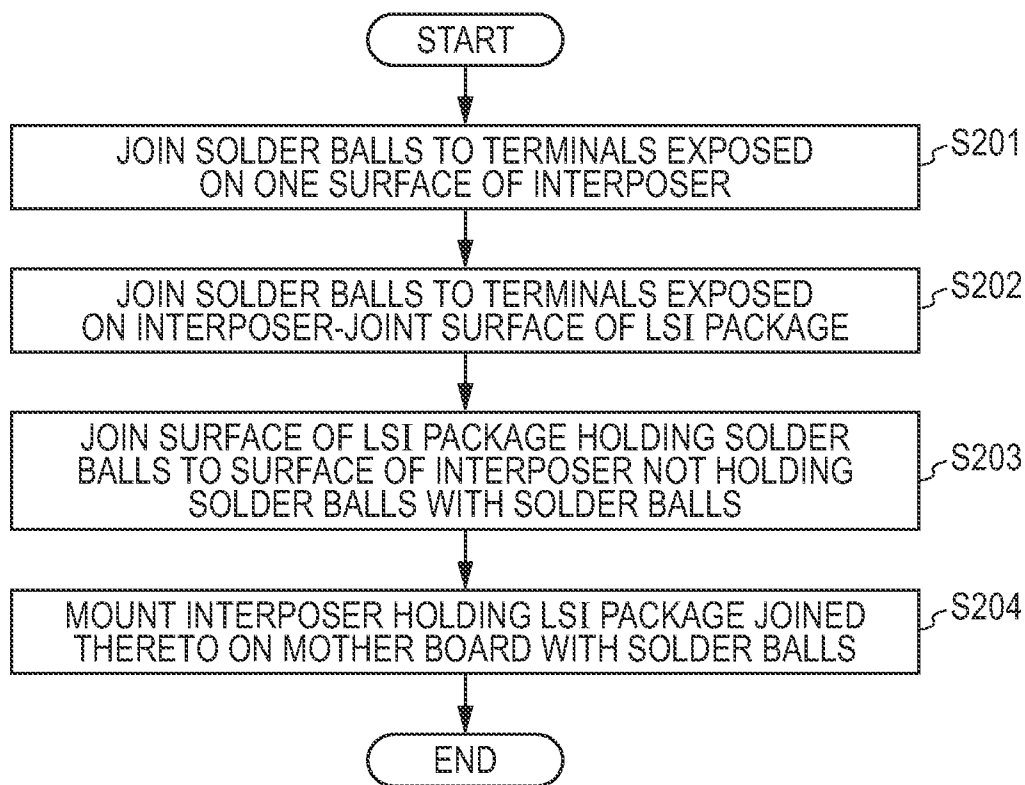 START
JOIN SOLDER BALLS TO TERMINALS EXPOSED
ON ONE SURFACE OF INTERPOSER
S201
JOIN SOLDER BALLS TO TERMINALS EXPOSED
ON INTERPOSER-JOINT SURFACE OF LSI PACKAGE
S202
JOIN SURFACE OF LSI PACKAGE HOLDING SOLDER
BALLS TO SURFACE OF INTERPOSER NOT HOLDING
SOLDER BALLS WITH SOLDER BALLS
S203
MOUNT INTERPOSER HOLDING LSI PACKAGE JOINED
THERETO ON MOTHER BOARD WITH SOLDER BALLS
S204
END